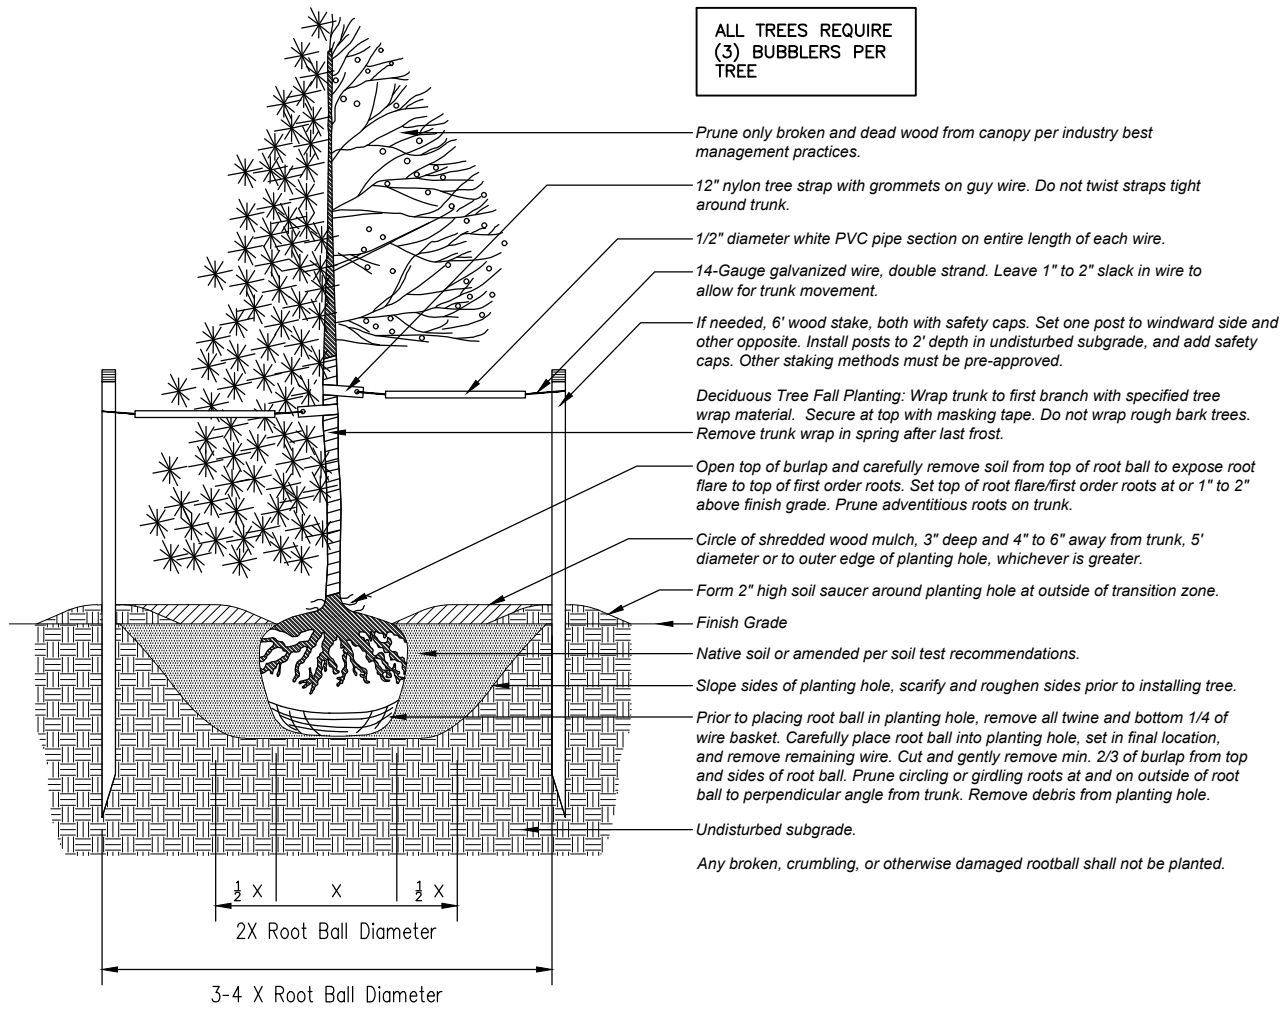 ALL TREES REQUIRE
(3) BUBBLERS PER
TREE
Prune only broken and dead wood from canopy per industry best
management practices.
12" nylon tree strap with grommets on guy wire. Do not twist straps tight
around trunk.
1/2" diameter white PVC pipe section on entire length of each wire.
14-Gauge galvanized wire, double strand. Leave 1" to 2" slack in wire to
allow for trunk movement.
If needed, 6' wood stake, both with safety caps. Set one post to windward side and
other opposite. Install posts to 2' depth in undisturbed subgrade, and add safety
caps. Other staking methods must be pre-approved.
Deciduous Tree Fall Planting: Wrap trunk to first branch with specified tree
wrap material. Secure at top with masking tape. Do not wrap rough bark trees.
Remove trunk wrap in spring after last frost.
Open top of burlap and carefully remove soil from top of root ball to expose root
flare to top of first order roots. Set top of root flare/first order roots at or 1" to 2"
above finish grade. Prune adventitious roots on trunk.
Circle of shredded wood mulch, 3" deep and 4" to 6" away from trunk, 5'
diameter or to outer edge of planting hole, whichever is greater.
Form 2" high soil saucer around planting hole at outside of transition zone.
Finish Grade
Native soil or amended per soil test recommendations.
Slope sides of planting hole, scarify and roughen sides prior to installing tree.
Prior to placing root ball in planting hole, remove all twine and bottom 1/4 of
wire basket. Carefully place root ball into planting hole, set in final location,
and remove remaining wire. Cut and gently remove min. 2/3 of burlap from top
and sides of root ball. Prune circling or girdling roots at and on outside of root
ball to perpendicular angle from trunk. Remove debris from planting hole.
Undisturbed subgrade.
Any broken, crumbling, or otherwise damaged rootball shall not be planted.
1/2 X X 1/2 X
2X Root Ball Diameter
3-4 X Root Ball Diameter